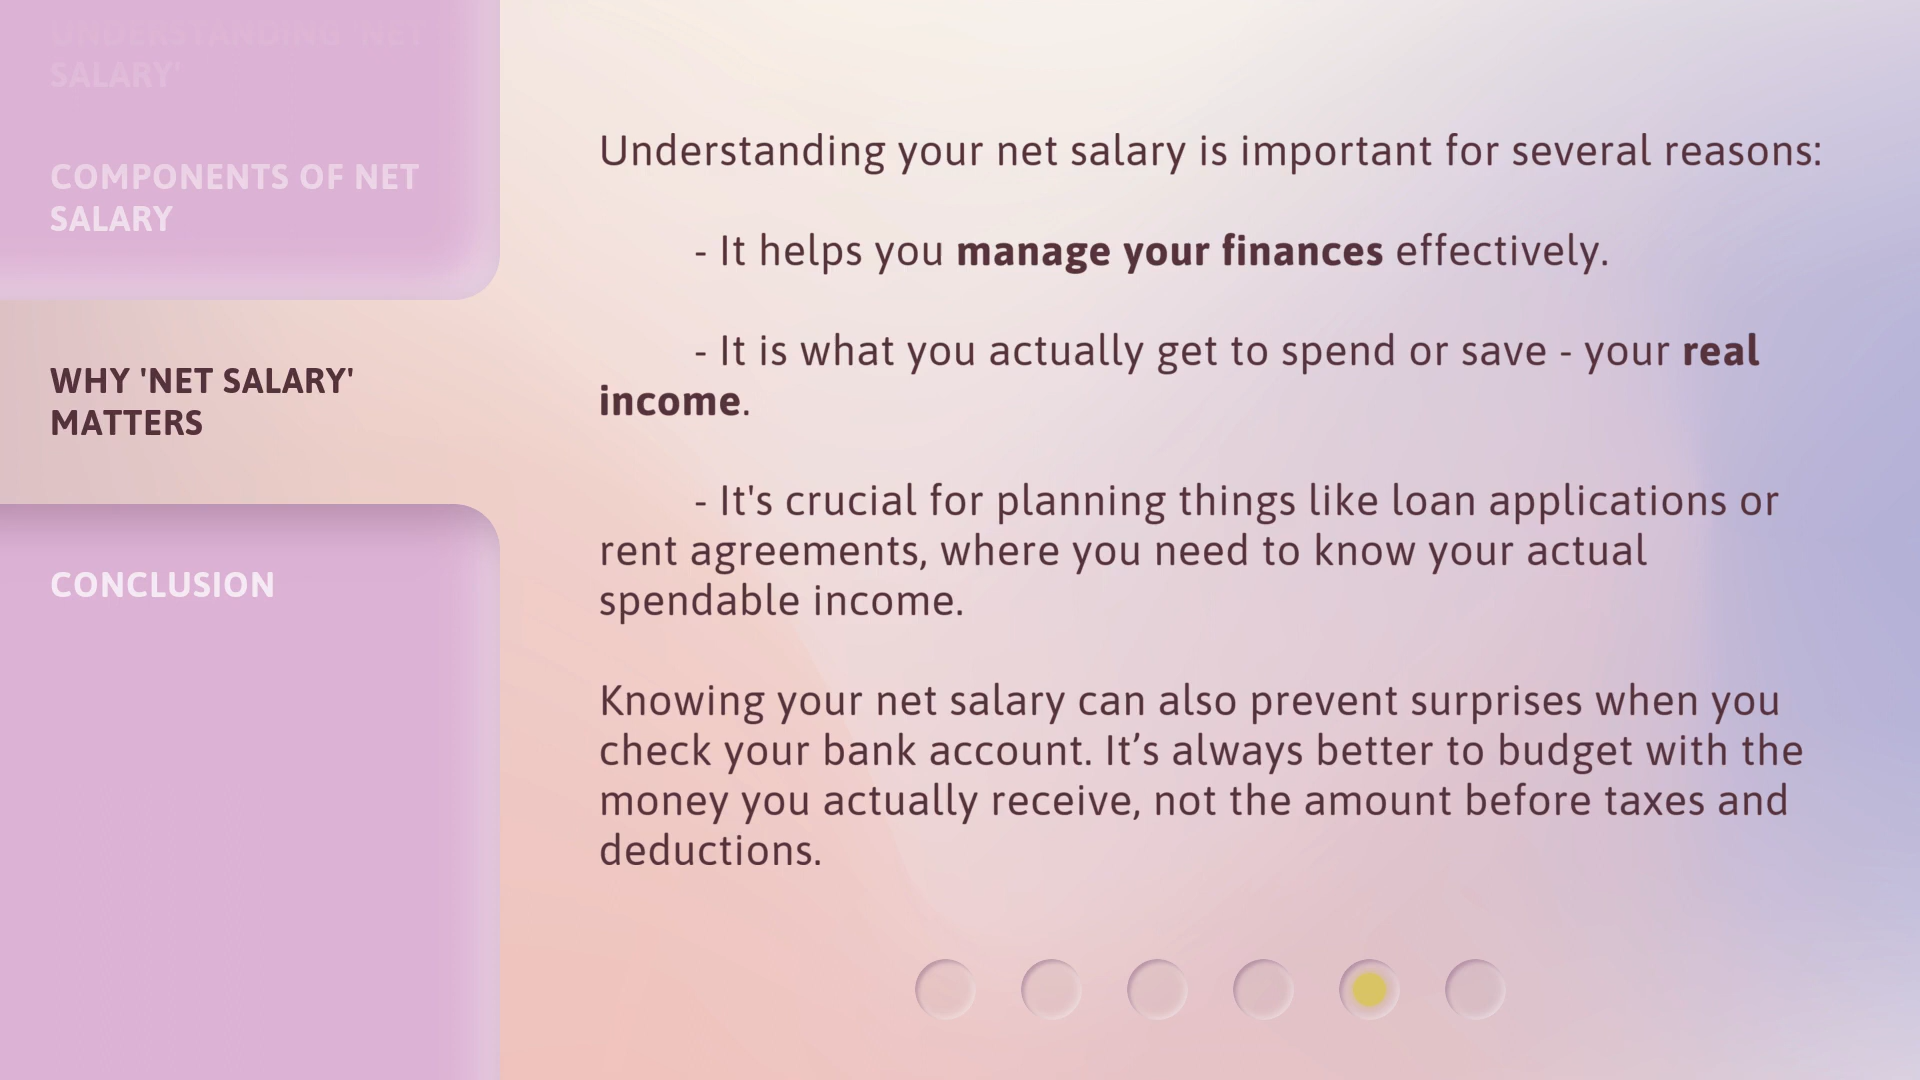 UNDERSTANDING 'NET
SALARY'
COMPONENTS OF NET
SALARY
WHY 'NET SALARY'
MATTERS
CONCLUSION
Understanding your net salary is important for several reasons:
- It helps you manage your finances effectively.
- It is what you actually get to spend or save - your real
income.
- It's crucial for planning things like loan applications or
rent agreements, where you need to know your actual
spendable income.
Knowing your net salary can also prevent surprises when you
check your bank account. It’s always better to budget with the
money you actually receive, not the amount before taxes and
deductions.